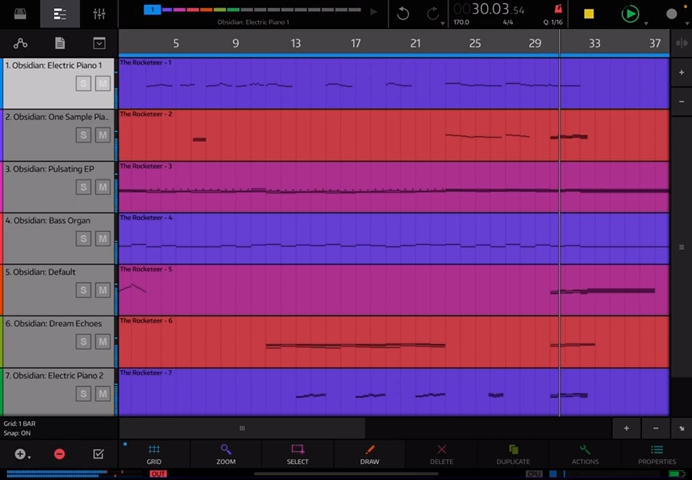 1
30.03.54
Obsidian: Electric Piano 1
170.0
4/4
Q: 1/16
5 9 13 17 21 25 29 33 37
1. Obsidian: Electric Piano 1
S M
The Rocketeer - 1
2. Obsidian: One Sample Pia..
S M
The Rocketeer - 2
3. Obsidian: Pulsating EP
S M
The Rocketeer - 3
4. Obsidian: Bass Organ
S M
The Rocketeer - 4
5. Obsidian: Default
S M
The Rocketeer - 5
6. Obsidian: Dream Echoes
S M
The Rocketeer - 6
7. Obsidian: Electric Piano 2
S M
The Rocketeer - 7
Grid: 1 BAR
Snap: ON
GRID
ZOOM
SELECT
DRAW
DELETE
DUPLICATE
ACTIONS
PROPERTIES
OUT
CPU